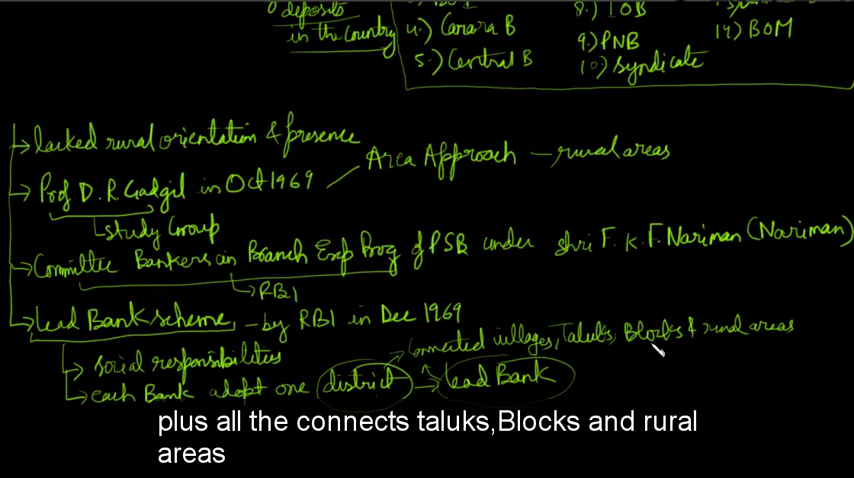 deposits
in the Country
4.) Canara B
5.) Central B
8.) IOB
9.) PNB
10.) Syndicate
14) BOM
lacked rural orientation & presence
Prof D.R. Gadgil in Oct 1969
Area Approach - rural areas
Study Group
Committee Bankers on Branch Exp Prog of PSB under Shri F. K. F. Nariman (Nariman)
RBI
Lead Bank scheme, - by RBI in Dec 1969
social responsibilities
Connected villages, Taluks, Blocks & rural areas
each Bank adopt one district → lead Bank
plus all the connects taluks,Blocks and rural
areas